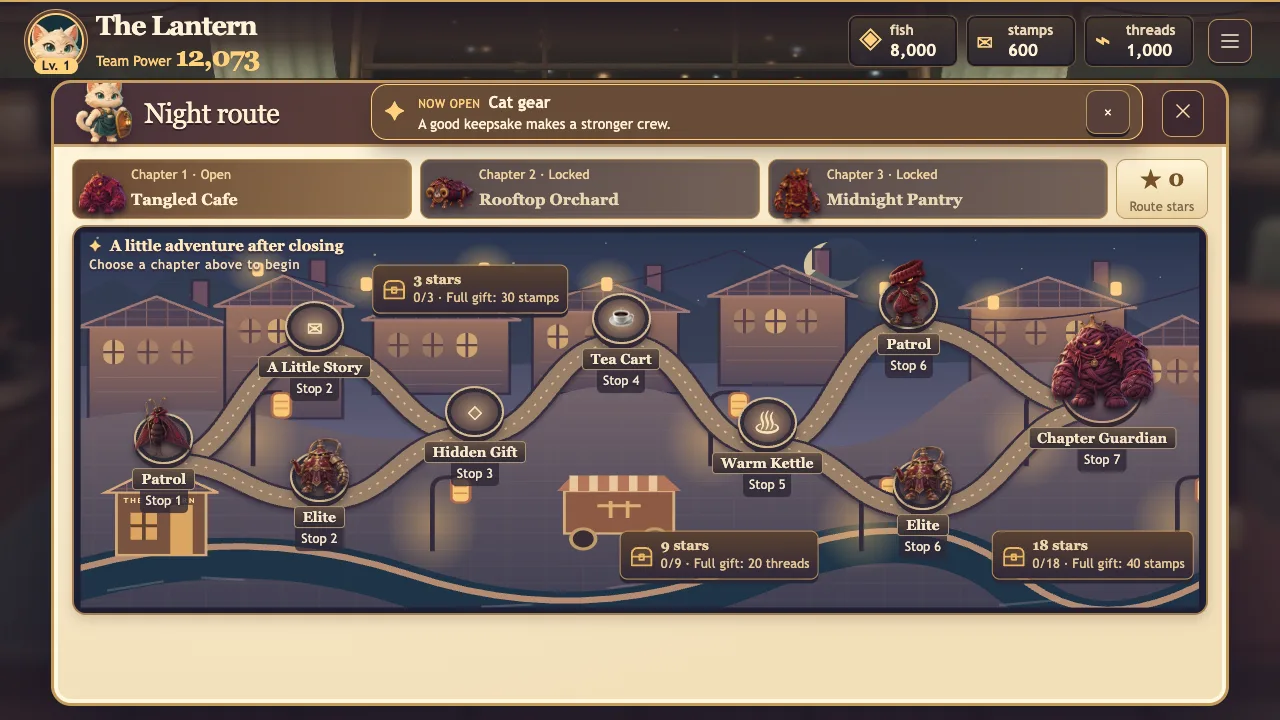 The Lantern
Lv. 1
Team Power 12,073
fish
8,000
stamps
600
threads
1,000
Night route
NOW OPEN Cat gear
A good keepsake makes a stronger crew.
×
Chapter 1 · Open
Tangled Cafe
Chapter 2 · Locked
Rooftop Orchard
Chapter 3 · Locked
Midnight Pantry
★ 0
Route stars
A little adventure after closing
Choose a chapter above to begin
3 stars
0/3 · Full gift: 30 stamps
A Little Story
Stop 2
Tea Cart
Stop 4
Patrol
Stop 6
Hidden Gift
Stop 3
Chapter Guardian
Stop 7
Warm Kettle
Stop 5
Patrol
Stop 1
Elite
Stop 2
Elite
Stop 6
9 stars
0/9 · Full gift: 20 threads
18 stars
0/18 · Full gift: 40 stamps